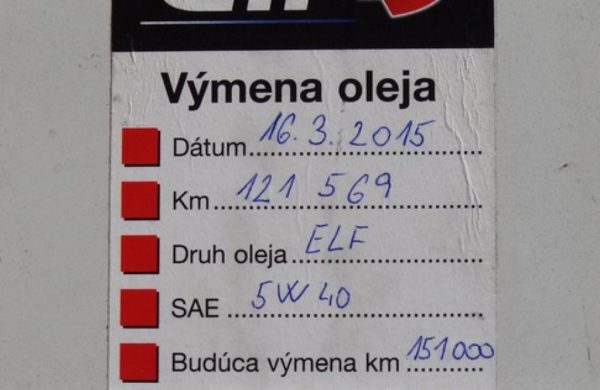 Výmena oleja
Dátum 16. 3. 2015
Km 121 569
Druh oleja ELF
SAE 5W40
Budúca výmena km 151000